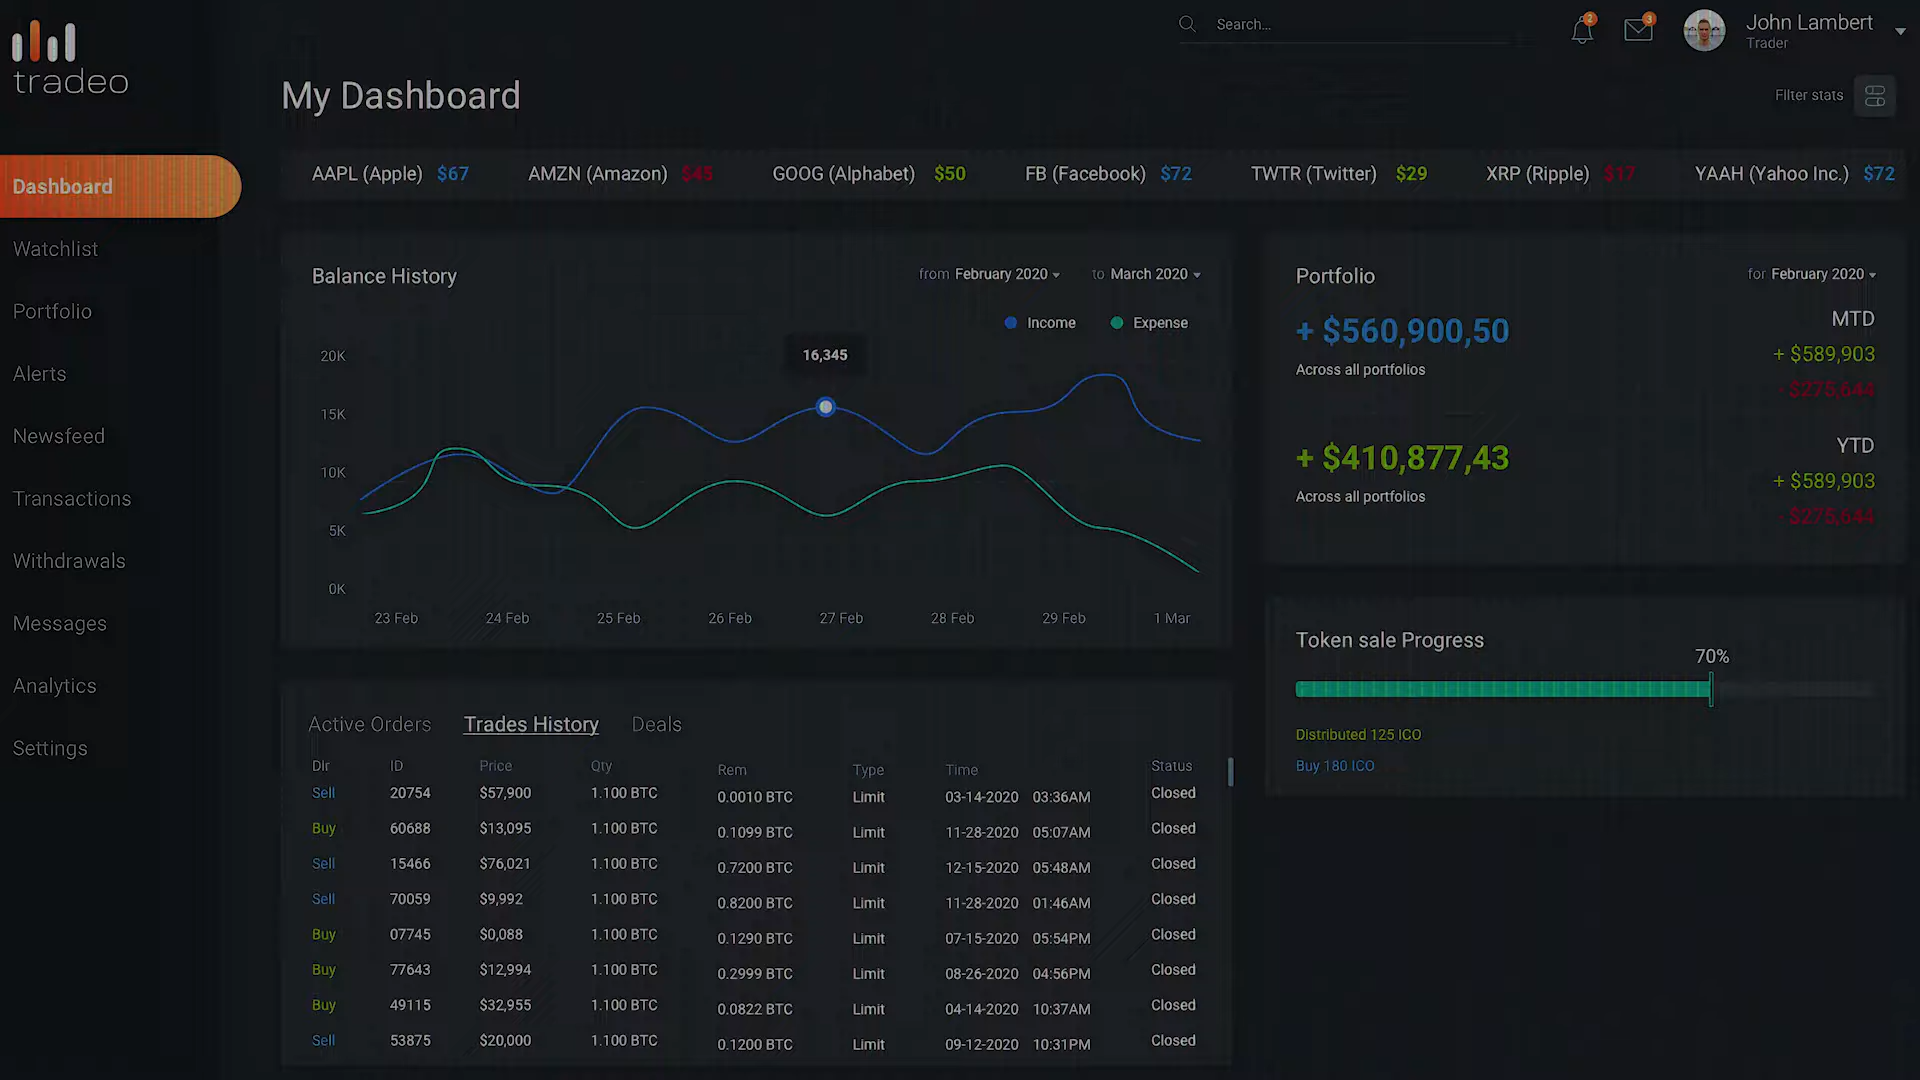 tradeo
Search...
2
3
John Lambert
Trader
My Dashboard
FIlter stats
AAPL (Apple) $67 AMZN (Amazon) $45 GOOG (Alphabet) $50 FB (Facebook) $72 TWTR (Twitter) $29 XRP (Ripple) $17 YAAH (Yahoo Inc.) $72
Dashboard
Watchlist
Portfolio
Alerts
Newsfeed
Transactions
Withdrawals
Messages
Analytics
Settings
Balance History
from February 2020 to March 2020
Income Expense
16,345
20K
15K
10K
5K
0K
23 Feb 24 Feb 25 Feb 26 Feb 27 Feb 28 Feb 29 Feb 1 Mar
Portfolio
for February 2020
+ $560,900,50
Across all portfolios
MTD
+ $589,903
- $275,644
+ $410,877,43
Across all portfolios
YTD
+ $589,903
- $275,644
Token sale Progress
70%
Distributed 125 ICO
Buy 180 ICO
Active Orders Trades History Deals
DIr ID Price Qty Rem Type Time Status
Sell 20754 $57,900 1.100 BTC 0.0010 BTC Limit 03-14-2020 03:36AM Closed
Buy 60688 $13,095 1.100 BTC 0.1099 BTC Limit 11-28-2020 05:07AM Closed
Sell 15466 $76,021 1.100 BTC 0.7200 BTC Limit 12-15-2020 05:48AM Closed
Sell 70059 $9,992 1.100 BTC 0.8200 BTC Limit 11-28-2020 01:46AM Closed
Buy 07745 $0,088 1.100 BTC 0.1290 BTC Limit 07-15-2020 05:54PM Closed
Buy 77643 $12,994 1.100 BTC 0.2999 BTC Limit 08-26-2020 04:56PM Closed
Buy 49115 $32,955 1.100 BTC 0.0822 BTC Limit 04-14-2020 10:37AM Closed
Sell 53875 $20,000 1.100 BTC 0.1200 BTC Limit 09-12-2020 10:31PM Closed